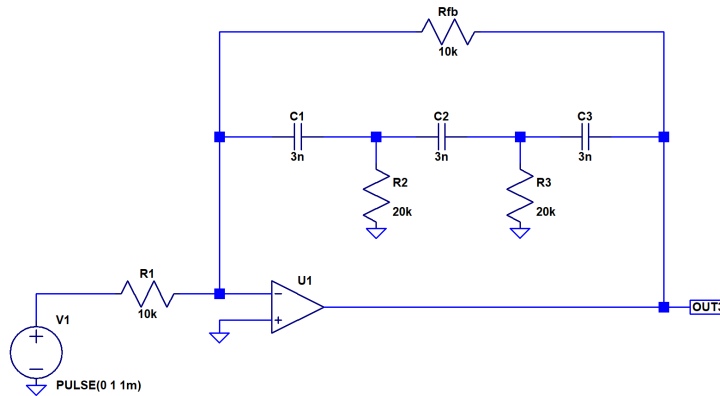 Rfb
10k
C1
C2
C3
3n
3n
3n
R2
R3
20k
20k
R1
U1
10k
V1
OUT3
PULSE(0 1 1m)